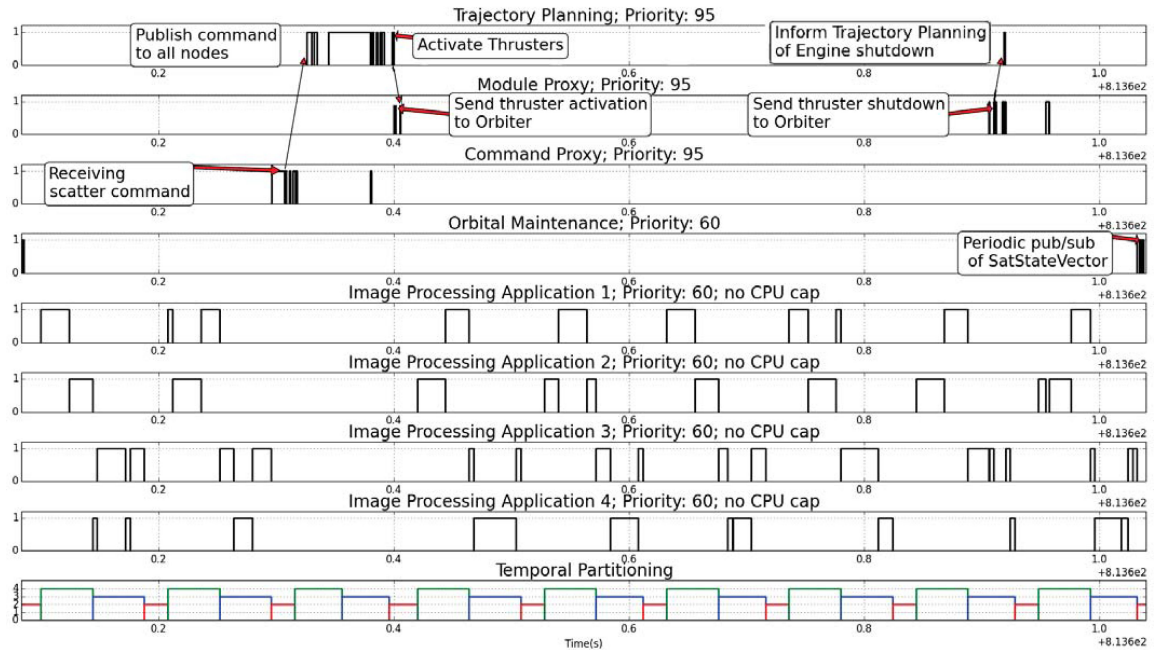 Trajectory Planning; Priority: 95
1
0
Publish command
to all nodes
Activate Thrusters
Inform Trajectory Planning
of Engine shutdown
0.2
0.4
0.6
0.8
1.0
+8.136e2
Module Proxy; Priority: 95
1
0
Send thruster activation
to Orbiter
Send thruster shutdown
to Orbiter
0.2
0.4
0.6
0.8
1.0
+8.136e2
Command Proxy; Priority: 95
1
0
Receiving
scatter command
0.2
0.4
0.6
0.8
1.0
+8.136e2
Orbital Maintenance; Priority: 60
1
0
Periodic pub/sub
of SatStateVector
0.2
0.4
0.6
0.8
1.0
+8.136e2
Image Processing Application 1; Priority: 60; no CPU cap
1
0
0.2
0.4
0.6
0.8
1.0
+8.136e2
Image Processing Application 2; Priority: 60; no CPU cap
1
0
0.2
0.4
0.6
0.8
1.0
+8.136e2
Image Processing Application 3; Priority: 60; no CPU cap
1
0
0.2
0.4
0.6
0.8
1.0
+8.136e2
Image Processing Application 4; Priority: 60; no CPU cap
1
0
0.2
0.4
0.6
0.8
1.0
+8.136e2
Temporal Partitioning
4
3
2
1
0
0.2
0.4
0.6
0.8
1.0
+8.136e2
Time(s)